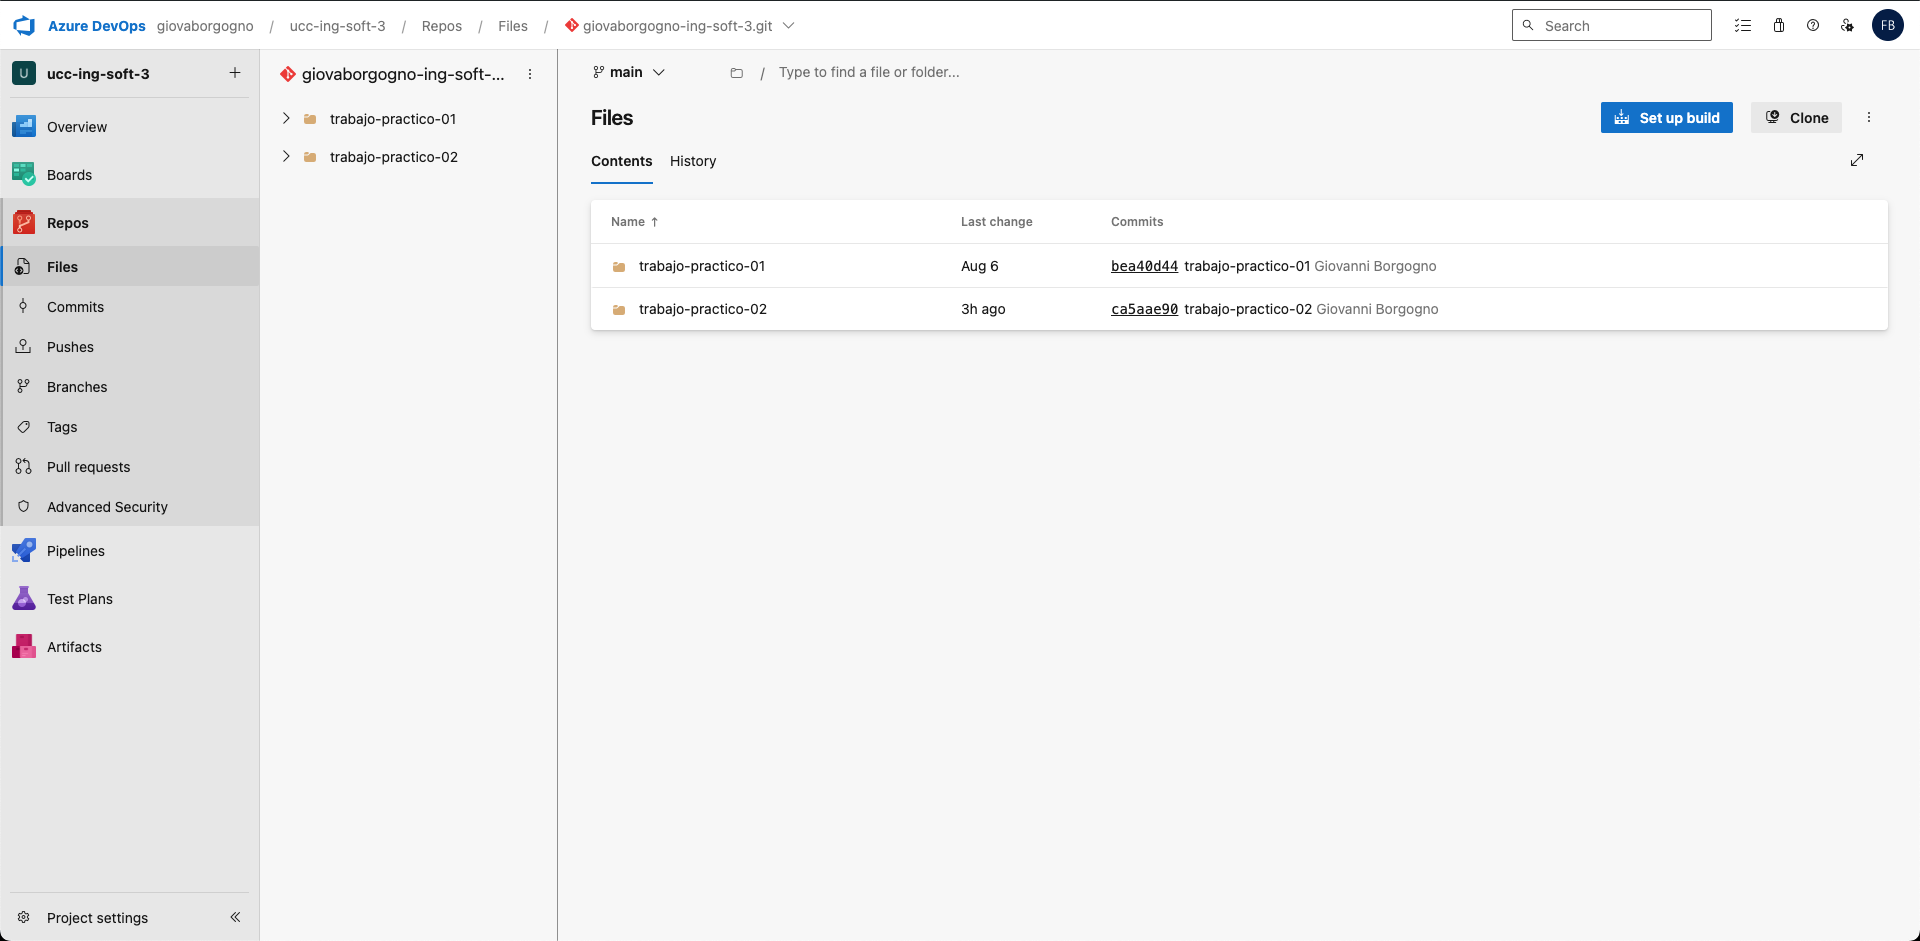 Azure DevOps giovaborgogno / ucc-ing-soft-3 / Repos / Files / giovaborgogno-ing-soft-3.git
Search
FB
U ucc-ing-soft-3
Overview
Boards
Repos
Files
Commits
Pushes
Branches
Tags
Pull requests
Advanced Security
Pipelines
Test Plans
Artifacts
Project settings
giovaborgogno-ing-soft-...
trabajo-practico-01
trabajo-practico-02
main / Type to find a file or folder...
Files
Set up build
Clone
Contents History
Name ↑ Last change Commits
trabajo-practico-01 Aug 6 bea40d44 trabajo-practico-01 Giovanni Borgogno
trabajo-practico-02 3h ago ca5aae90 trabajo-practico-02 Giovanni Borgogno